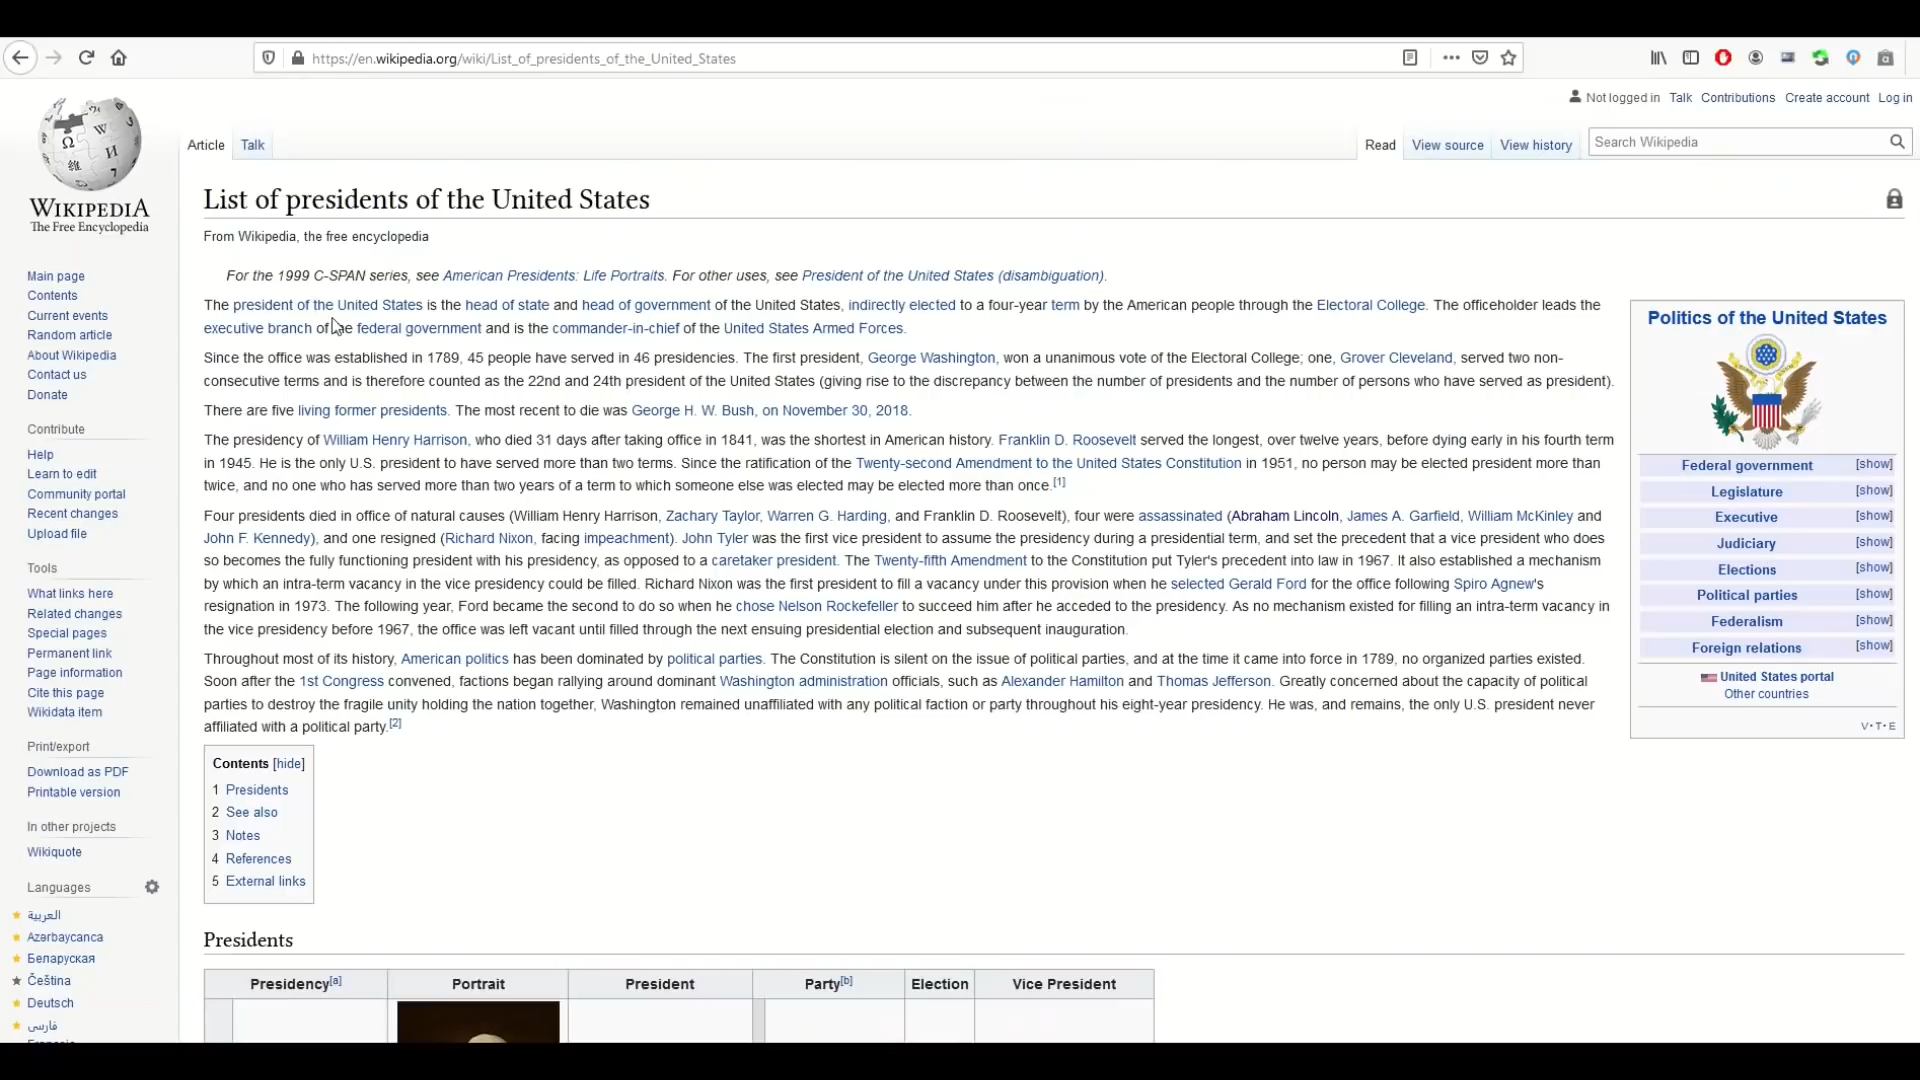 https://en.wikipedia.org/wiki/List_of_presidents_of_the_United_States
Not logged in Talk Contributions Create account Log in
Article Talk Read View source View history Search Wikipedia
WIKIPEDIA
The Free Encyclopedia
Main page
Contents
Current events
Random article
About Wikipedia
Contact us
Donate
Contribute
Help
Learn to edit
Community portal
Recent changes
Upload file
Tools
What links here
Related changes
Special pages
Permanent link
Page information
Cite this page
Wikidata item
Print/export
Download as PDF
Printable version
In other projects
Wikiquote
Languages
العربية
Azərbaycanca
Беларуская
Čeština
Deutsch
فارسی
List of presidents of the United States
From Wikipedia, the free encyclopedia
For the 1999 C-SPAN series, see American Presidents: Life Portraits. For other uses, see President of the United States (disambiguation).
The president of the United States is the head of state and head of government of the United States, indirectly elected to a four-year term by the American people through the Electoral College. The officeholder leads the
executive branch of the federal government and is the commander-in-chief of the United States Armed Forces.
Since the office was established in 1789, 45 people have served in 46 presidencies. The first president, George Washington, won a unanimous vote of the Electoral College; one, Grover Cleveland, served two non-
consecutive terms and is therefore counted as the 22nd and 24th president of the United States (giving rise to the discrepancy between the number of presidents and the number of persons who have served as president).
There are five living former presidents. The most recent to die was George H. W. Bush, on November 30, 2018.
The presidency of William Henry Harrison, who died 31 days after taking office in 1841, was the shortest in American history. Franklin D. Roosevelt served the longest, over twelve years, before dying early in his fourth term
in 1945. He is the only U.S. president to have served more than two terms. Since the ratification of the Twenty-second Amendment to the United States Constitution in 1951, no person may be elected president more than
twice, and no one who has served more than two years of a term to which someone else was elected may be elected more than once.[1]
Four presidents died in office of natural causes (William Henry Harrison, Zachary Taylor, Warren G. Harding, and Franklin D. Roosevelt), four were assassinated (Abraham Lincoln, James A. Garfield, William McKinley and
John F. Kennedy), and one resigned (Richard Nixon, facing impeachment). John Tyler was the first vice president to assume the presidency during a presidential term, and set the precedent that a vice president who does
so becomes the fully functioning president with his presidency, as opposed to a caretaker president. The Twenty-fifth Amendment to the Constitution put Tyler's precedent into law in 1967. It also established a mechanism
by which an intra-term vacancy in the vice presidency could be filled. Richard Nixon was the first president to fill a vacancy under this provision when he selected Gerald Ford for the office following Spiro Agnew's
resignation in 1973. The following year, Ford became the second to do so when he chose Nelson Rockefeller to succeed him after he acceded to the presidency. As no mechanism existed for filling an intra-term vacancy in
the vice presidency before 1967, the office was left vacant until filled through the next ensuing presidential election and subsequent inauguration.
Throughout most of its history, American politics has been dominated by political parties. The Constitution is silent on the issue of political parties, and at the time it came into force in 1789, no organized parties existed.
Soon after the 1st Congress convened, factions began rallying around dominant Washington administration officials, such as Alexander Hamilton and Thomas Jefferson. Greatly concerned about the capacity of political
parties to destroy the fragile unity holding the nation together, Washington remained unaffiliated with any political faction or party throughout his eight-year presidency. He was, and remains, the only U.S. president never
affiliated with a political party.[2]
Contents [hide]
1 Presidents
2 See also
3 Notes
4 References
5 External links
Presidents
Presidency[a] Portrait President Party[b] Election Vice President
Politics of the United States
Federal government [show]
Legislature [show]
Executive [show]
Judiciary [show]
Elections [show]
Political parties [show]
Federalism [show]
Foreign relations [show]
United States portal
Other countries
V·T·E